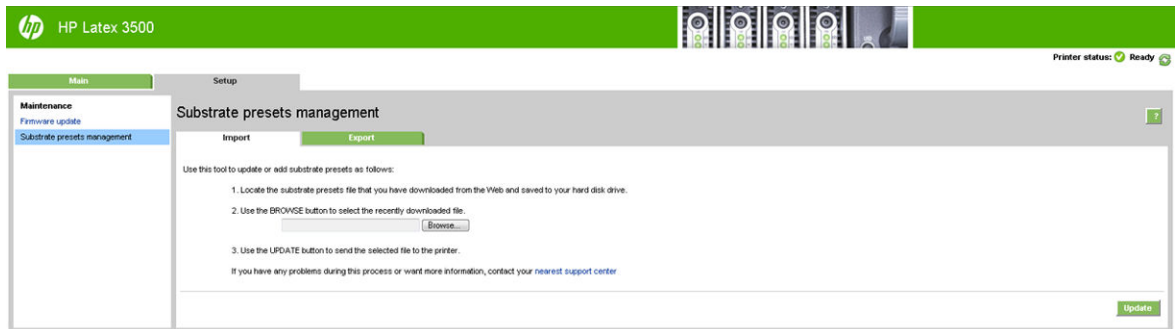 hp HP Latex 3500
Printer status: Ready
Main Setup
Maintenance
Firmware update
Substrate presets management
Substrate presets management
?
Import Export
Use this tool to update or add substrate presets as follows:
1. Locate the substrate presets file that you have downloaded from the Web and saved to your hard disk drive.
2. Use the BROWSE button to select the recently downloaded file.
Browse...
3. Use the UPDATE button to send the selected file to the printer.
If you have any problems during this process or want more information, contact your nearest support center
Update